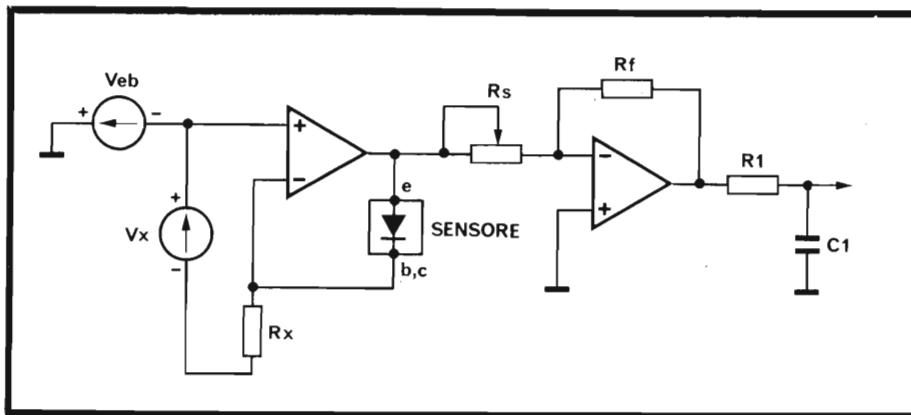 Veb
+
-
+
Vx
-
+
-
e
SENSORE
b,c
Rx
Rs
Rf
-
+
R1
C1